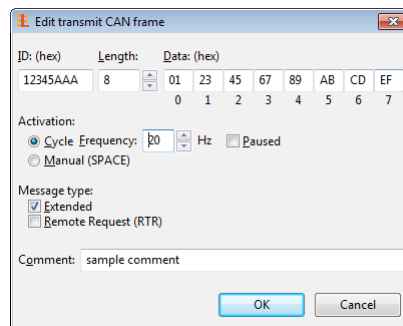 Edit transmit CAN frame
ID: (hex) Length: Data: (hex)
12345AAA 8 01 23 45 67 89 AB CD EF
0 1 2 3 4 5 6 7
Activation:
Cycle Frequency: 20 Hz Paused
Manual (SPACE)
Message type:
Extended
Remote Request (RTR)
Comment: sample comment
OK Cancel